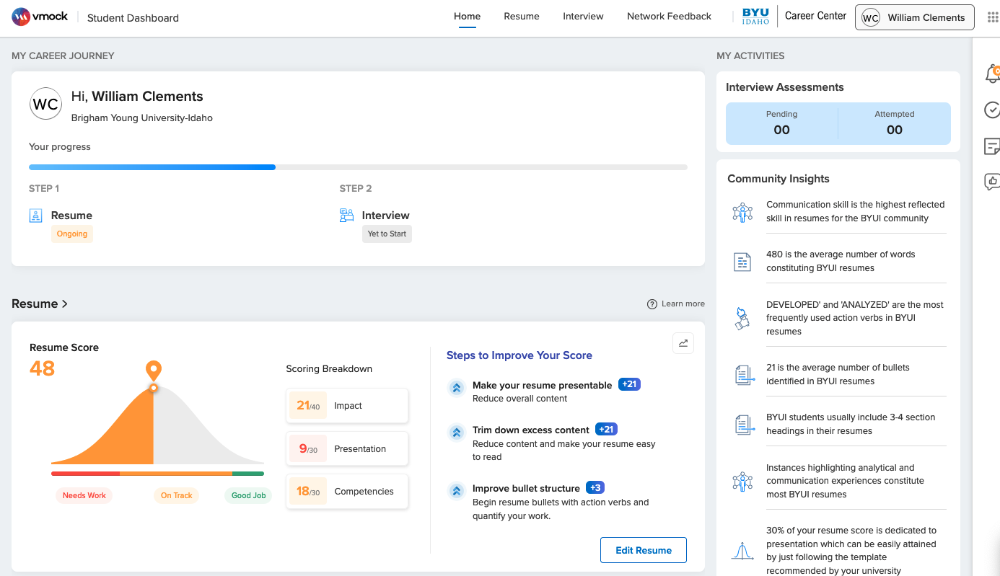 vmock
Student Dashboard
Home
Resume
Interview
Network Feedback
BYU
IDAHO
Career Center
WC
William Clements
MY CAREER JOURNEY
WC
Hi, William Clements
Brigham Young University-Idaho
Your progress
STEP 1
Resume
Ongoing
STEP 2
Interview
Yet to Start
Resume >
Learn more
Resume Score
48
Needs Work
On Track
Good Job
Scoring Breakdown
21/40 Impact
9/30 Presentation
18/30 Competencies
Steps to Improve Your Score
Make your resume presentable +21
Reduce overall content
Trim down excess content +21
Reduce content and make your resume easy
to read
Improve bullet structure +3
Begin resume bullets with action verbs and
quantify your work.
Edit Resume
MY ACTIVITIES
Interview Assessments
Pending
00
Attempted
00
Community Insights
Communication skill is the highest reflected
skill in resumes for the BYUI community
480 is the average number of words
constituting BYUI resumes
DEVELOPED' and 'ANALYZED' are the most
frequently used action verbs in BYUI
resumes
21 is the average number of bullets
identified in BYUI resumes
BYUI students usually include 3-4 section
headings in their resumes
Instances highlighting analytical and
communication experiences constitute
most BYUI resumes
30% of your resume score is dedicated to
presentation which can be easily attained
by just following the template
recommended by your university